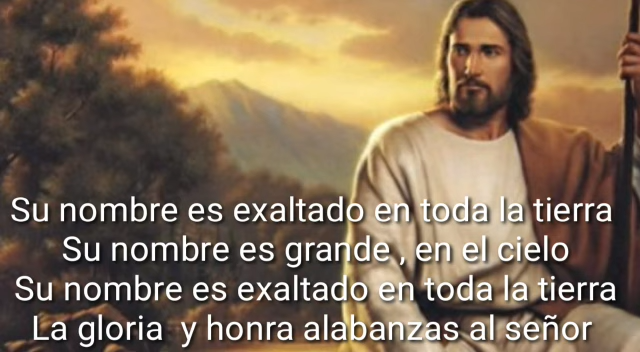 Su nombre es exaltado en toda la tierra
Su nombre es grande , en el cielo
Su nombre es exaltado en toda la tierra
La gloria y honra alabanzas al señor